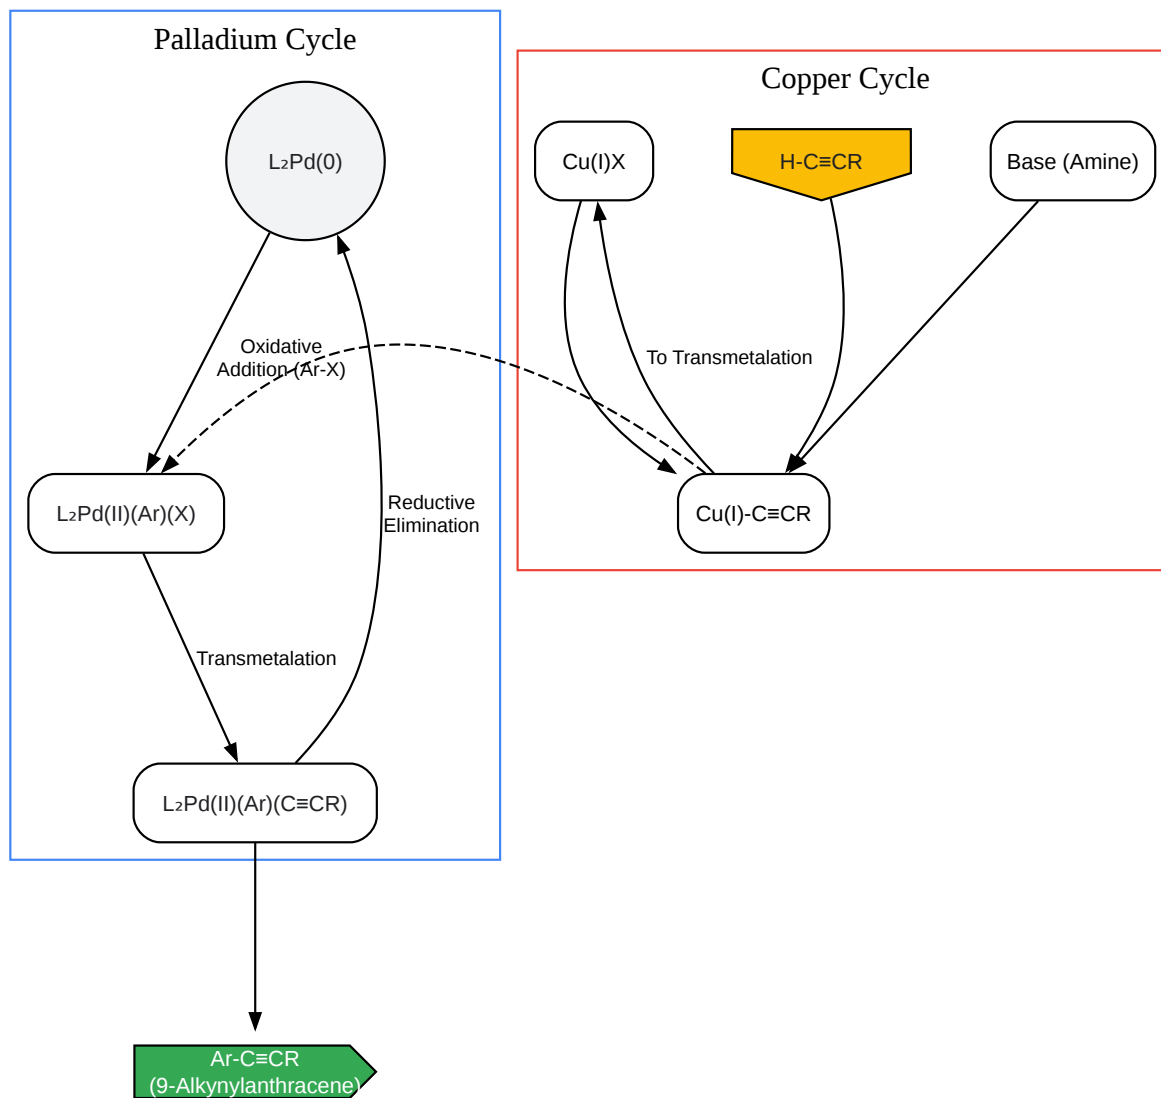 Palladium Cycle
L₂Pd(0)
Oxidative
Addition (Ar-X)
L₂Pd(II)(Ar)(X)
Reductive
Elimination
Transmetalation
L₂Pd(II)(Ar)(C≡CR)
Ar-C≡CR
(9-Alkynylanthracene)
Copper Cycle
Cu(I)X
H-C≡CR
Base (Amine)
To Transmetalation
Cu(I)-C≡CR